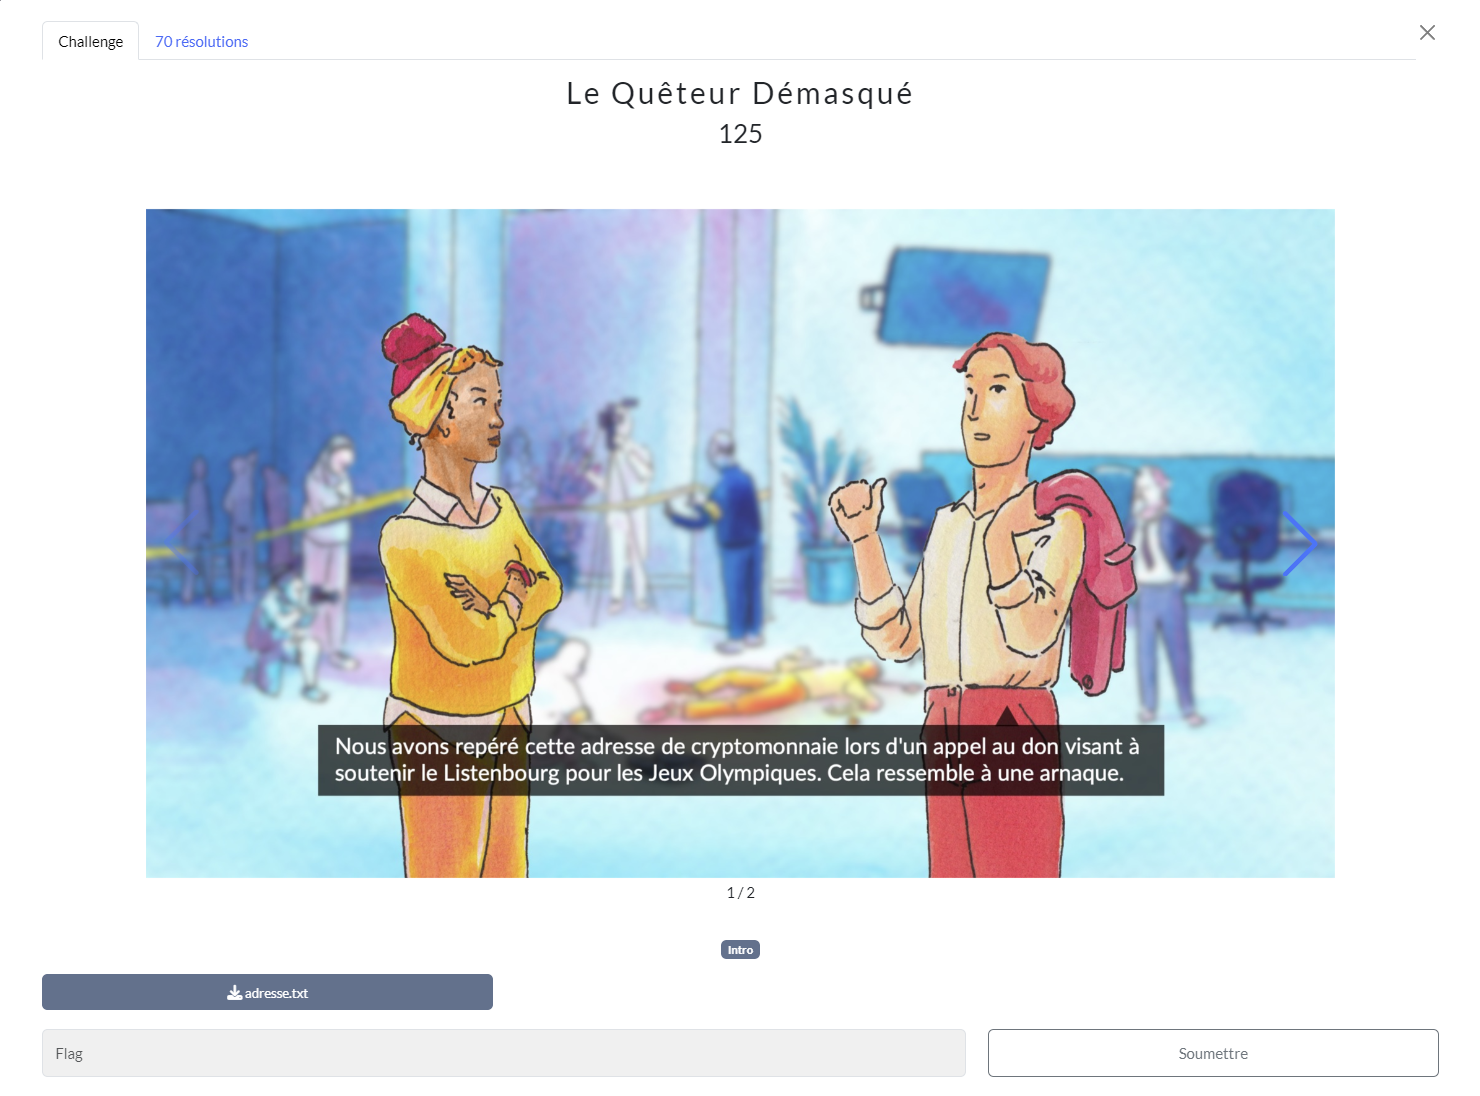 Challenge
70 résolutions
Le Quêteur Démasqué
125
Nous avons repéré cette adresse de cryptomonnaie lors d'un appel au don visant à
soutenir le Listenbourg pour les Jeux Olympiques. Cela ressemble à une arnaque.
1 / 2
Intro
adresse.txt
Flag
Soumettre